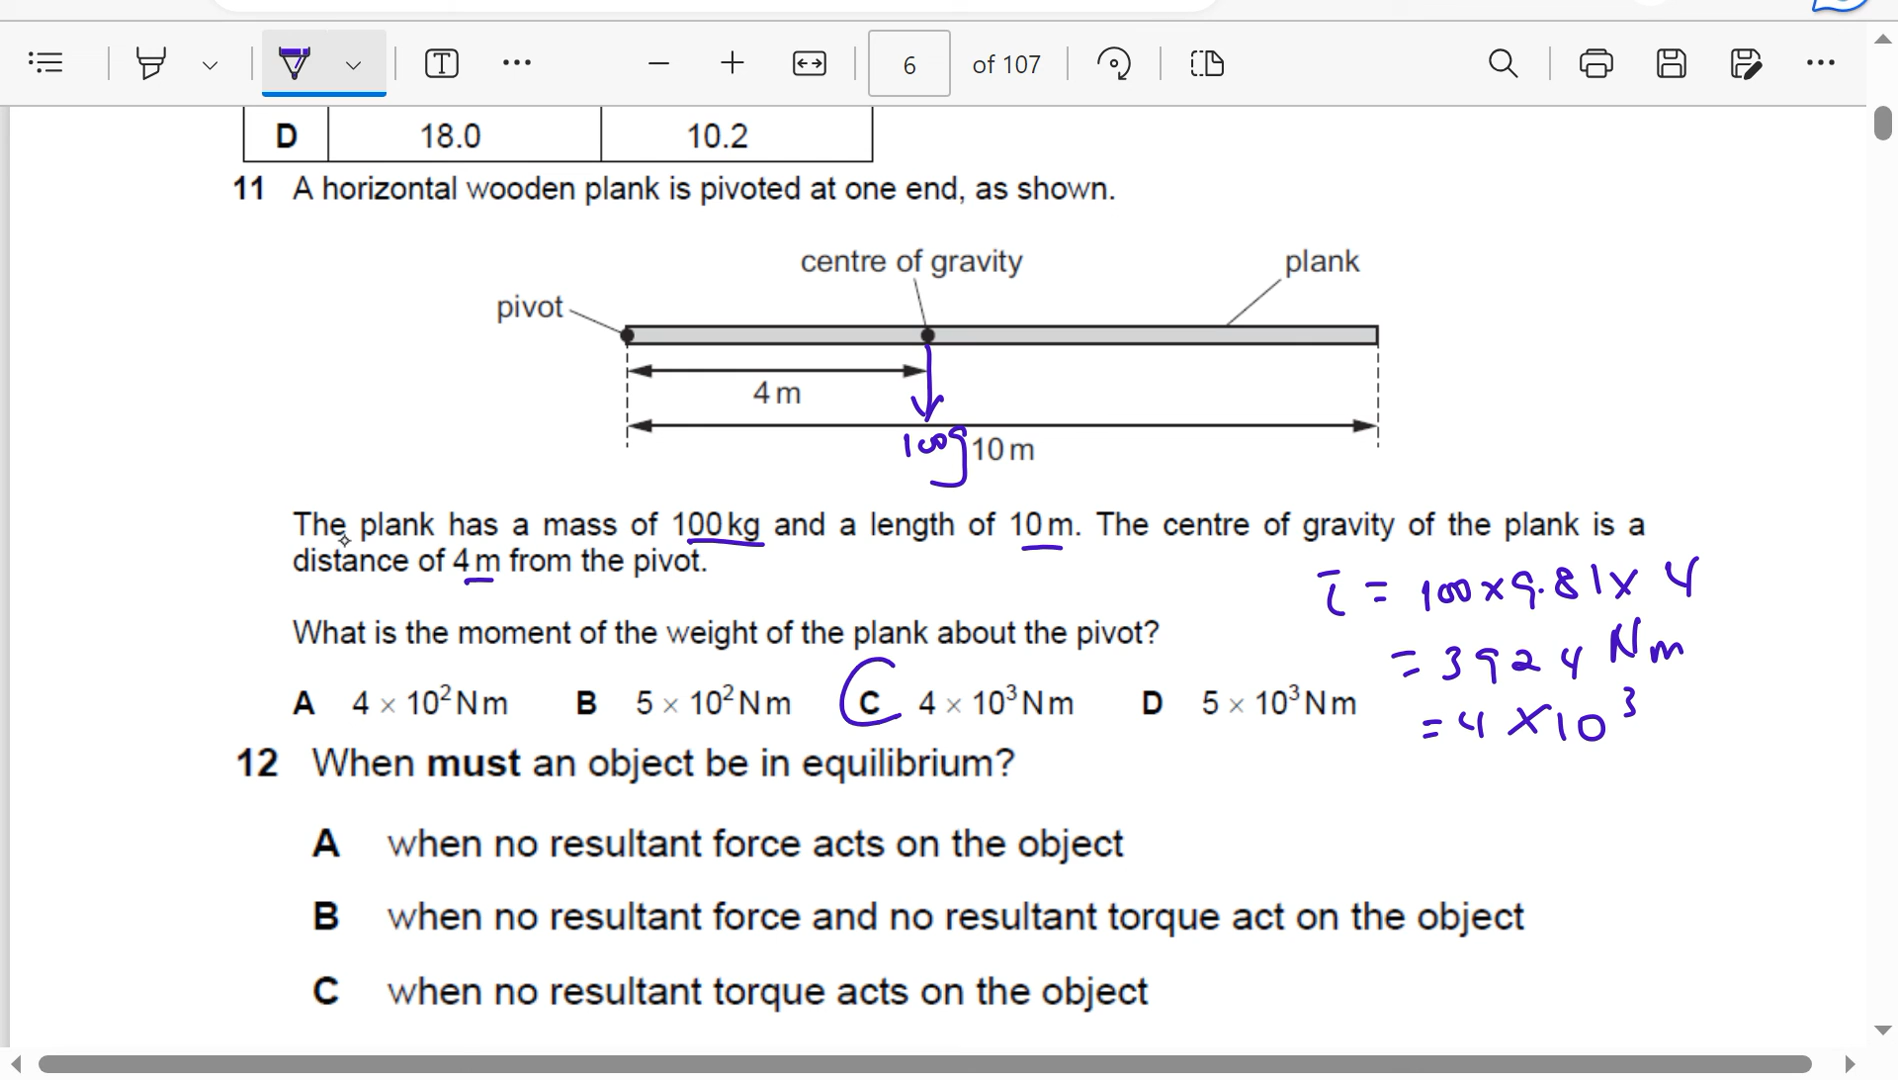 6 of 107
D 18.0 10.2
11 A horizontal wooden plank is pivoted at one end, as shown.
centre of gravity
plank
pivot
4 m
100g
10 m
The plank has a mass of 100 kg and a length of 10 m. The centre of gravity of the plank is a
distance of 4 m from the pivot.
τ = 100 × 9.81 × 4
What is the moment of the weight of the plank about the pivot?
= 3924 Nm
A 4 × 10² N m B 5 × 10² N m C 4 × 10³ N m D 5 × 10³ N m
= 4 × 10³
12 When must an object be in equilibrium?
A when no resultant force acts on the object
B when no resultant force and no resultant torque act on the object
C when no resultant torque acts on the object